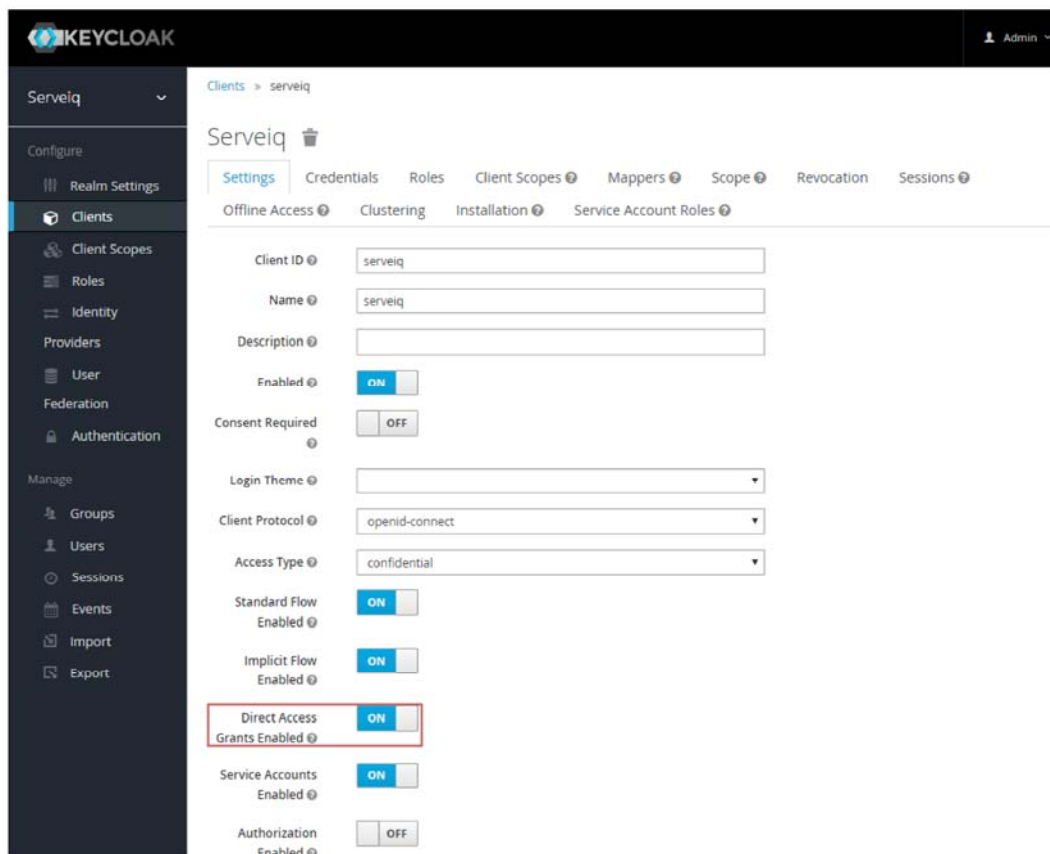 KEYCLOAK
Admin
Serveiq
Clients » serveiq
Serveiq
Configure
Realm Settings
Clients
Client Scopes
Roles
Identity
Providers
User
Federation
Authentication
Manage
Groups
Users
Sessions
Events
Import
Export
Settings Credentials Roles Client Scopes Mappers Scope Revocation Sessions
Offline Access Clustering Installation Service Account Roles
Client ID serveiq
Name serveiq
Description
Enabled ON
Consent Required OFF
Login Theme
Client Protocol openid-connect
Access Type confidential
Standard Flow ON
Enabled
Implicit Flow ON
Enabled
Direct Access ON
Grants Enabled
Service Accounts ON
Enabled
Authorization OFF
Enabled